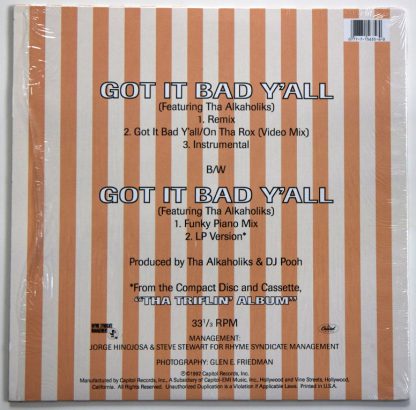 GOT IT BAD Y'ALL
(Featuring Tha Alkaholiks)
1. Remix
2. Got It Bad Y'all/On Tha Rox (Video Mix)
3. Instrumental
B/W
GOT IT BAD Y'ALL
(Featuring Tha Alkaholiks)
1. Funky Piano Mix
2. LP Version*
Produced by Tha Alkaholiks & DJ Pooh
*From the Compact Disc and Cassette,
"THA TRIFLIN' ALBUM"
33⅓ RPM
Capitol
MANAGEMENT:
JORGE HINOJOSA & STEVE STEWART FOR RHYME SYNDICATE MANAGEMENT
PHOTOGRAPHY: GLEN E. FRIEDMAN
℗©1992 Capitol Records, Inc.
Manufactured by Capitol Records, Inc., A Subsidiary of Capitol-EMI Music, Inc., Hollywood and Vine Streets, Hollywood,
California. All Rights Reserved. Unauthorized Duplication is a Violation of Applicable Laws. Printed in U.S.A.